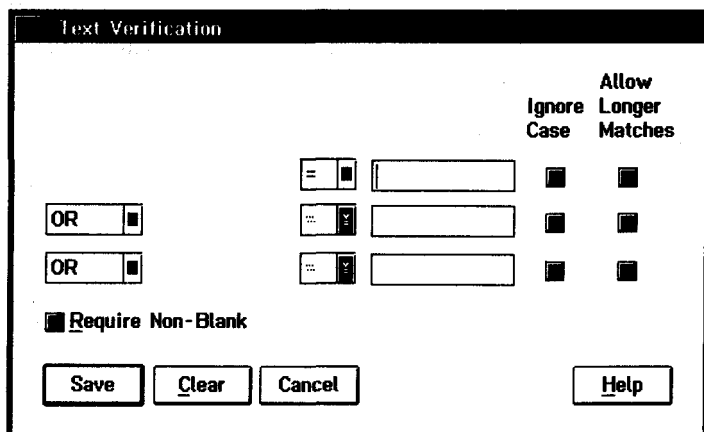 Text Verification
Allow
Ignore Longer
Case Matches
=
OR =
OR =
Require Non-Blank
Save Clear Cancel Help